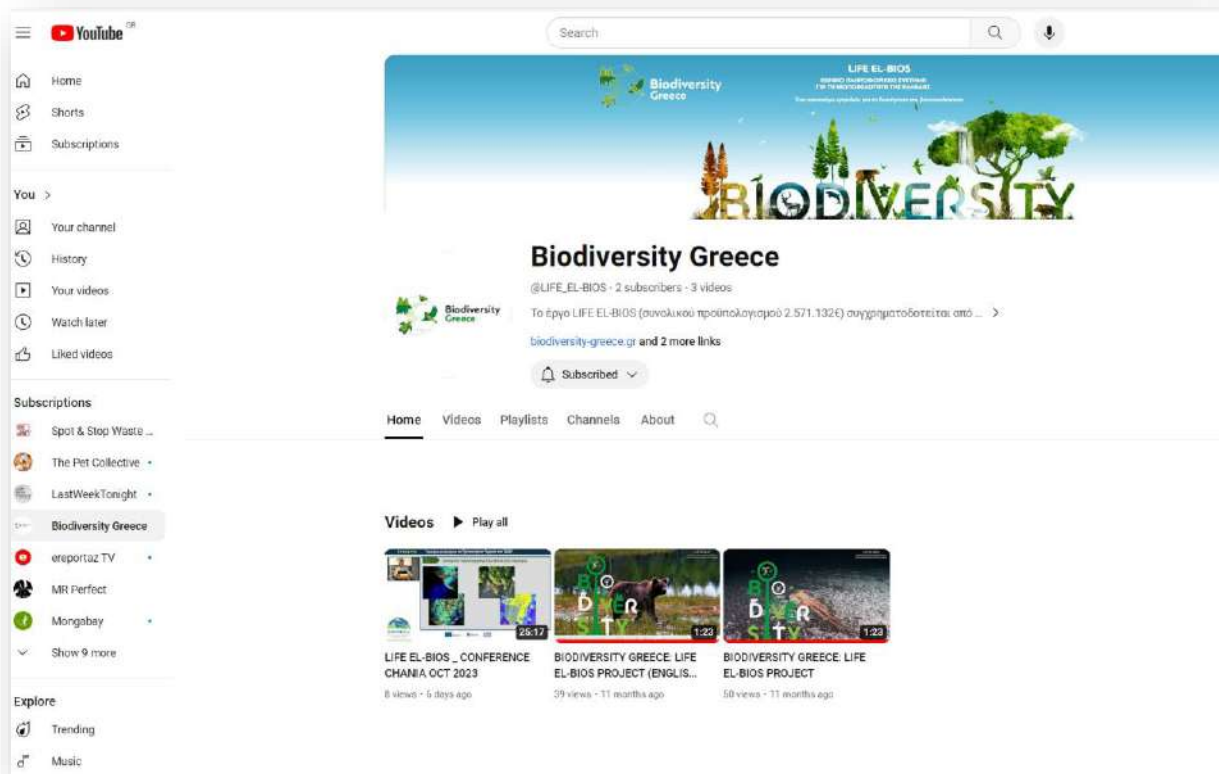 YouTube GR
Search
Home
Shorts
Subscriptions
You >
Your channel
History
Your videos
Watch later
Liked videos
Subscriptions
Spot & Stop Waste ...
The Pet Collective
LastWeekTonight
Biodiversity Greece
ereportaz TV
MR Perfect
Mongabay
Show 9 more
Explore
Trending
Music
Biodiversity
Greece
LIFE EL-BIOS
BIODIVERSITY
Biodiversity
Greece
Biodiversity Greece
@LIFE_EL-BIOS · 2 subscribers · 3 videos
Το έργο LIFE EL-BIOS (συνολικού προϋπολογισμού 2.571.132€) συγχρηματοδοτείται από ... >
biodiversity-greece.gr and 2 more links
Subscribed
Home Videos Playlists Channels About
Videos Play all
25:17
BIODIVERSITY
1:23
BIODIVERSITY
1:23
LIFE EL-BIOS _ CONFERENCE
CHANIA OCT 2023
8 views · 6 days ago
BIODIVERSITY GREECE: LIFE
EL-BIOS PROJECT (ENGLIS...
39 views · 11 months ago
BIODIVERSITY GREECE: LIFE
EL-BIOS PROJECT
50 views · 11 months ago